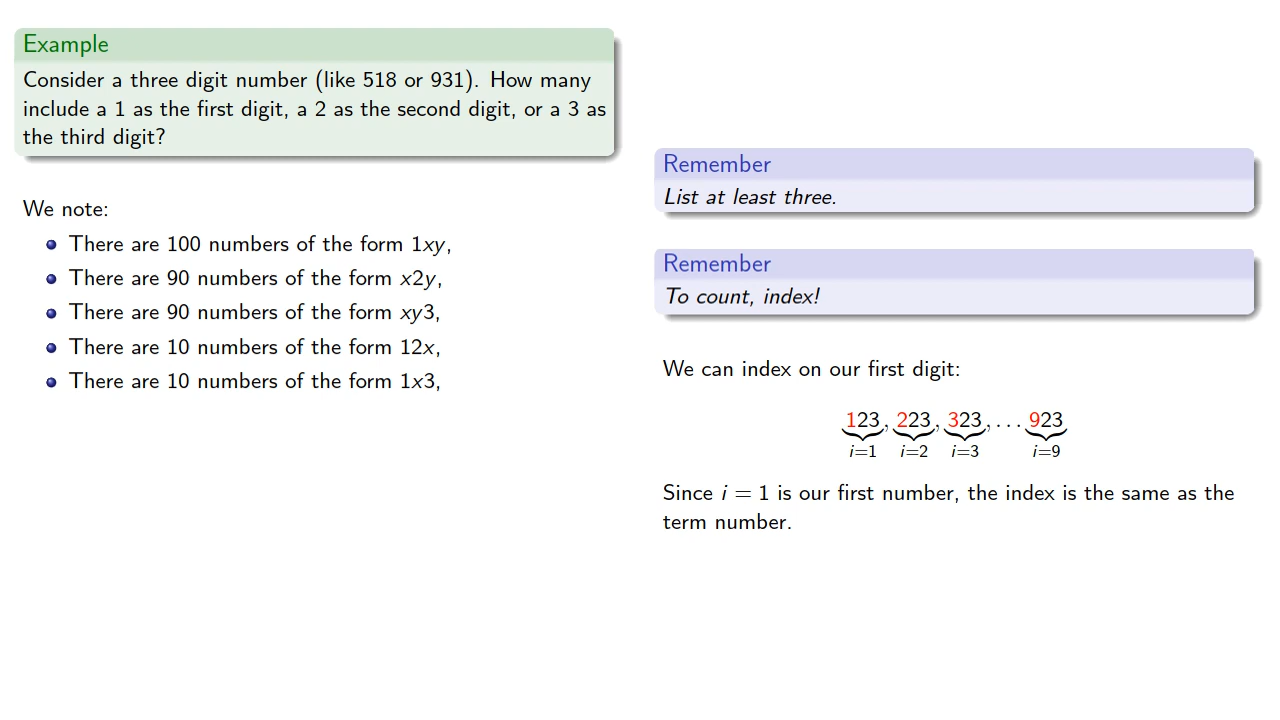 Example
Consider a three digit number (like 518 or 931). How many
include a 1 as the first digit, a 2 as the second digit, or a 3 as
the third digit?
We note:
There are 100 numbers of the form 1xy,
There are 90 numbers of the form x2y,
There are 90 numbers of the form xy3,
There are 10 numbers of the form 12x,
There are 10 numbers of the form 1x3,
Remember
List at least three.
Remember
To count, index!
We can index on our first digit:
123, 223, 323, ... 923
i=1 i=2 i=3 i=9
Since i = 1 is our first number, the index is the same as the
term number.